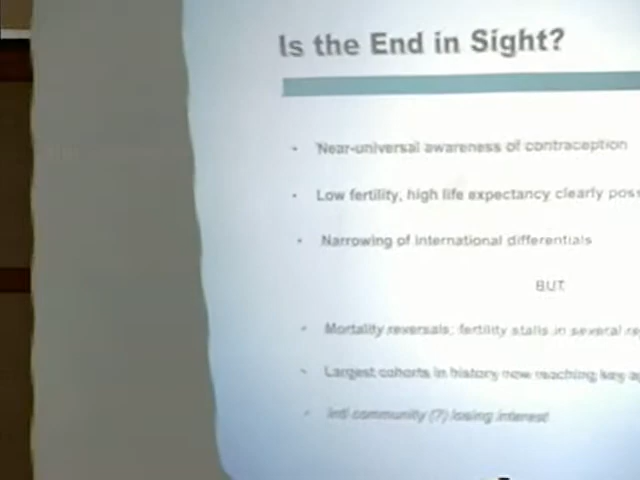 Is the End in Sight?
• Near-universal awareness of contraception
• Low fertility, high life expectancy clearly poss
• Narrowing of international differentials
BUT
• Mortality reversals; fertility stalls in several re
• Largest cohorts in history now reaching key a
• Intl community (?) losing interest